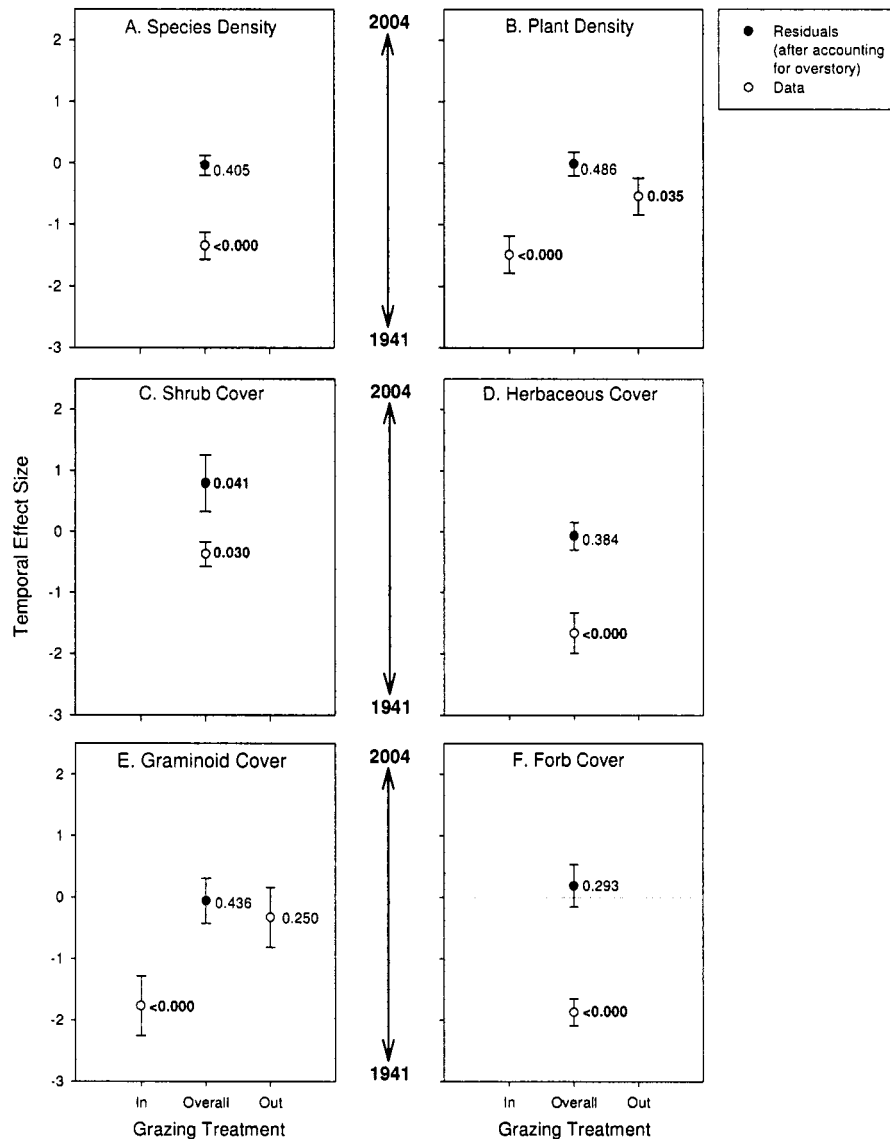 A. Species Density
2004
B. Plant Density
Residuals
(after accounting
for overstory)
Data
2
1
0
-1
-2
-3
0.405
<0.000
1941
0.486
0.035
<0.000
C. Shrub Cover
2004
D. Herbaceous Cover
2
1
0
-1
-2
-3
0.041
0.030
1941
0.384
<0.000
Temporal Effect Size
E. Graminoid Cover
2004
F. Forb Cover
2
1
0
-1
-2
-3
0.436
0.250
<0.000
1941
0.293
<0.000
In
Overall
Out
In
Overall
Out
Grazing Treatment
Grazing Treatment